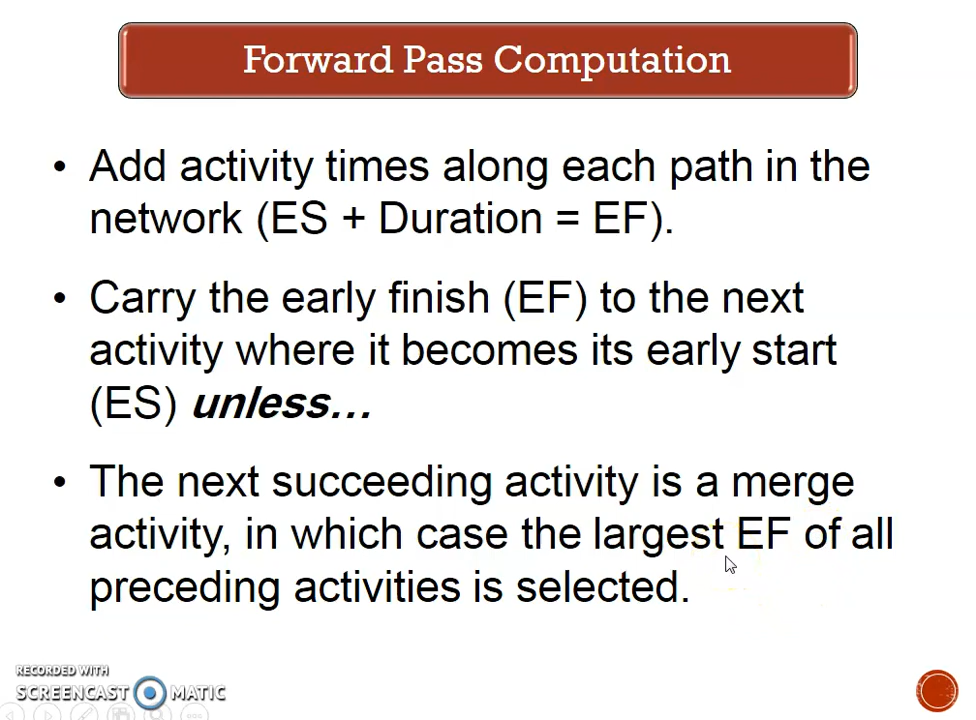 Forward Pass Computation
• Add activity times along each path in the
network (ES + Duration = EF).
• Carry the early finish (EF) to the next
activity where it becomes its early start
(ES) unless…
• The next succeeding activity is a merge
activity, in which case the largest EF of all
preceding activities is selected.
RECORDED WITH
SCREENCAST MATIC